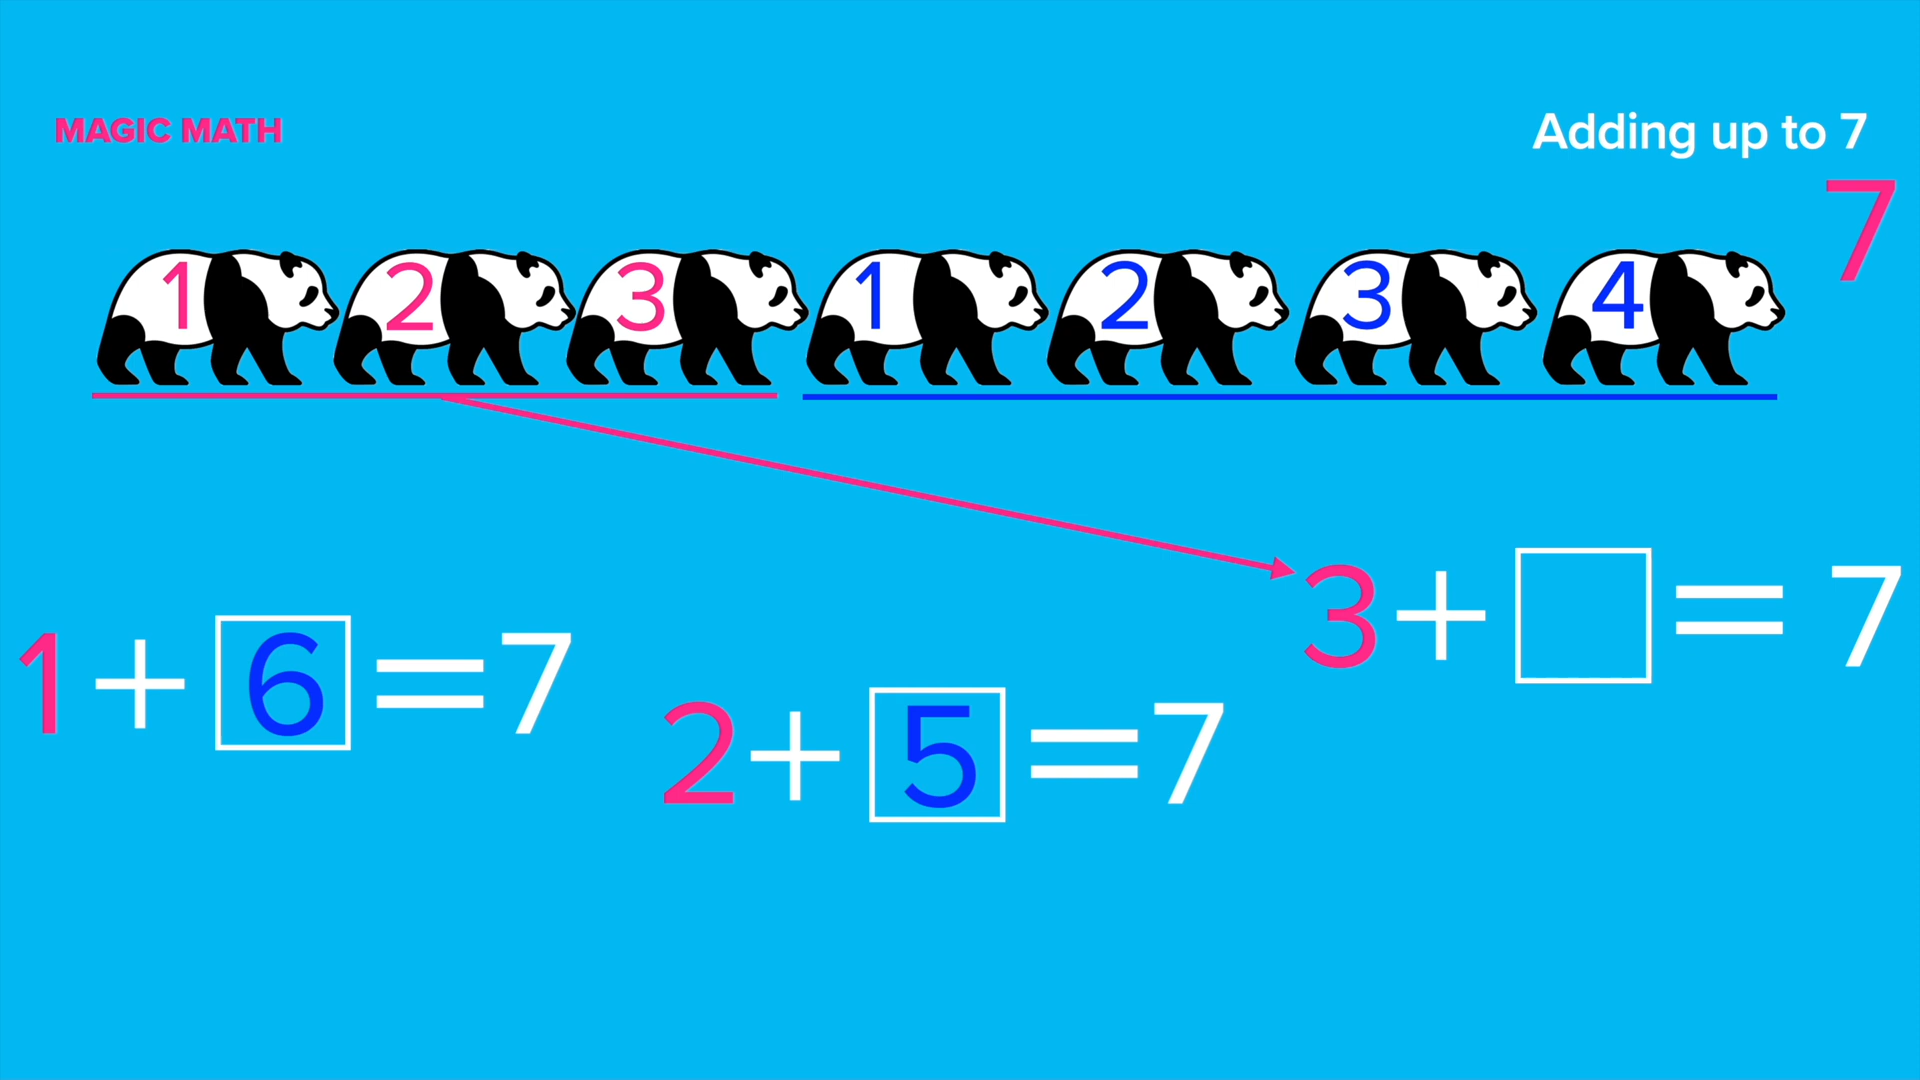 MAGIC MATH
Adding up to 7
7
1 2 3 1 2 3 4
1 + 6 = 7
2 + 5 = 7
3 + = 7